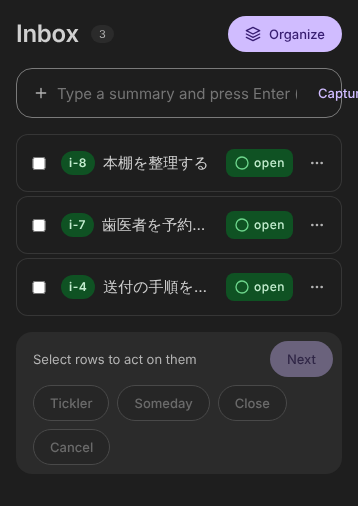 Inbox 3 Organize
+ Type a summary and press Enter ( Captur
i-8 本棚を整理する open ...
i-7 歯医者を予約... open ...
i-4 送付の手順を... open ...
Select rows to act on them Next
Tickler Someday Close
Cancel